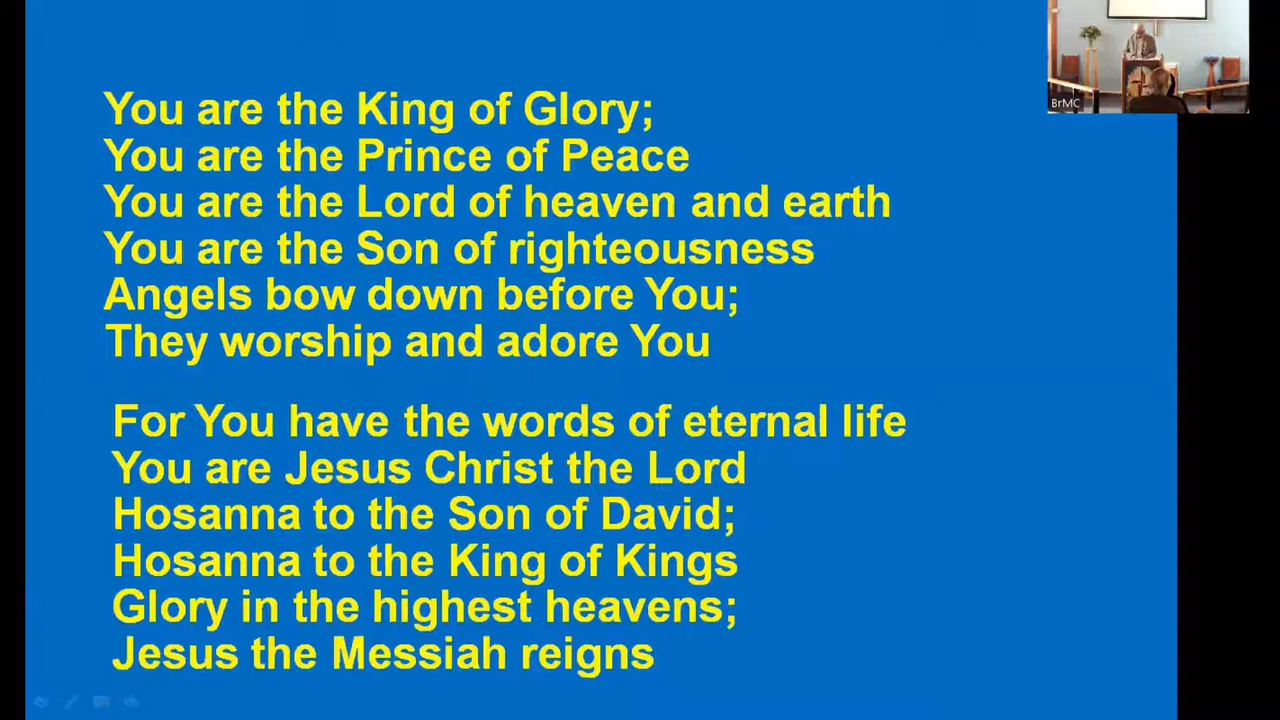 You are the King of Glory;
You are the Prince of Peace
You are the Lord of heaven and earth
You are the Son of righteousness
Angels bow down before You;
They worship and adore You
For You have the words of eternal life
You are Jesus Christ the Lord
Hosanna to the Son of David;
Hosanna to the King of Kings
Glory in the highest heavens;
Jesus the Messiah reigns
BrMC